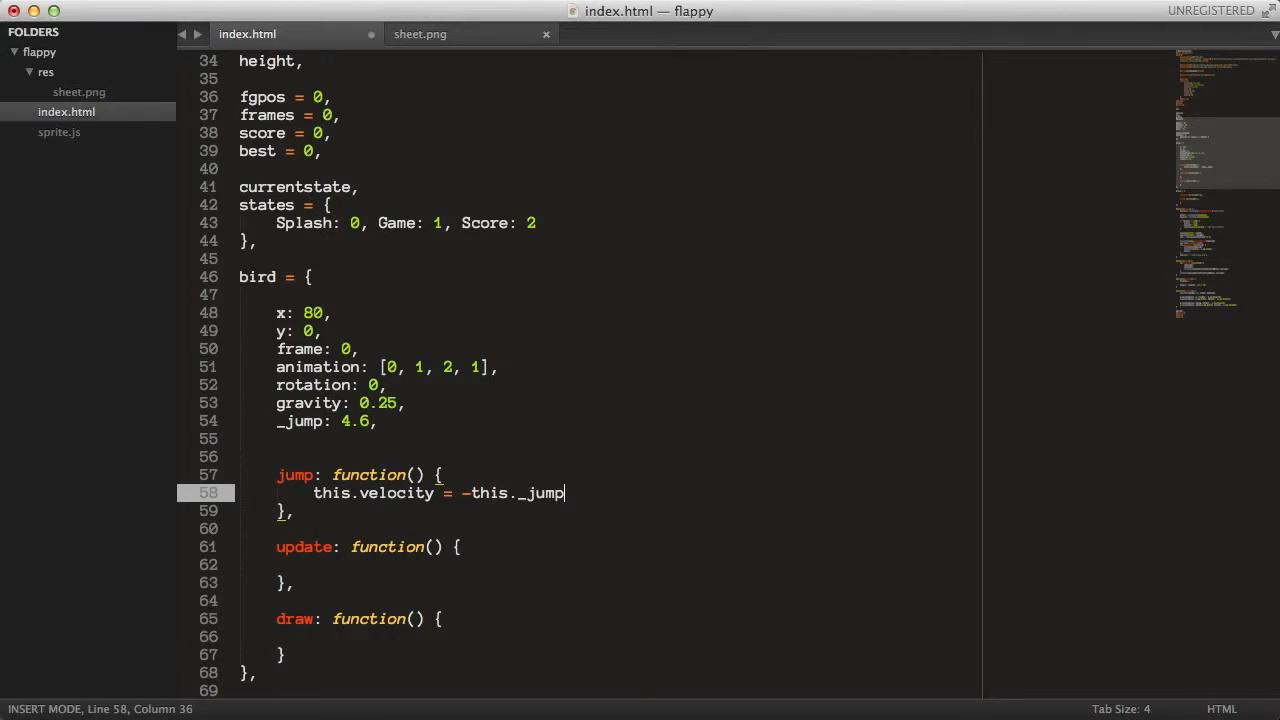 index.html — flappy
UNREGISTERED
FOLDERS
flappy
res
sheet.png
index.html
sprite.js
index.html
sheet.png
34 height,
35
36 fgpos = 0,
37 frames = 0,
38 score = 0,
39 best = 0,
40
41 currentstate,
42 states = {
43 Splash: 0, Game: 1, Score: 2
44 },
45
46 bird = {
47
48 x: 80,
49 y: 0,
50 frame: 0,
51 animation: [0, 1, 2, 1],
52 rotation: 0,
53 gravity: 0.25,
54 _jump: 4.6,
55
56
57 jump: function() {
58 this.velocity = -this._jump
59 },
60
61 update: function() {
62
63 },
64
65 draw: function() {
66
67 }
68 },
69
INSERT MODE, Line 58, Column 36
Tab Size: 4
HTML